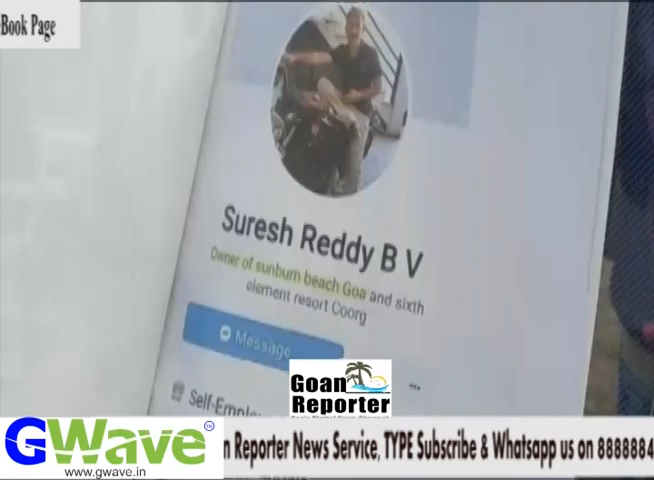 Book Page
Suresh Reddy B V
Owner of sunburn beach Goa and sixth
element resort Coorg
Message
Self-Emplo
Goan
Reporter
GWave
TM
www.gwave.in
n Reporter News Service, TYPE Subscribe & Whatsapp us on 8888884